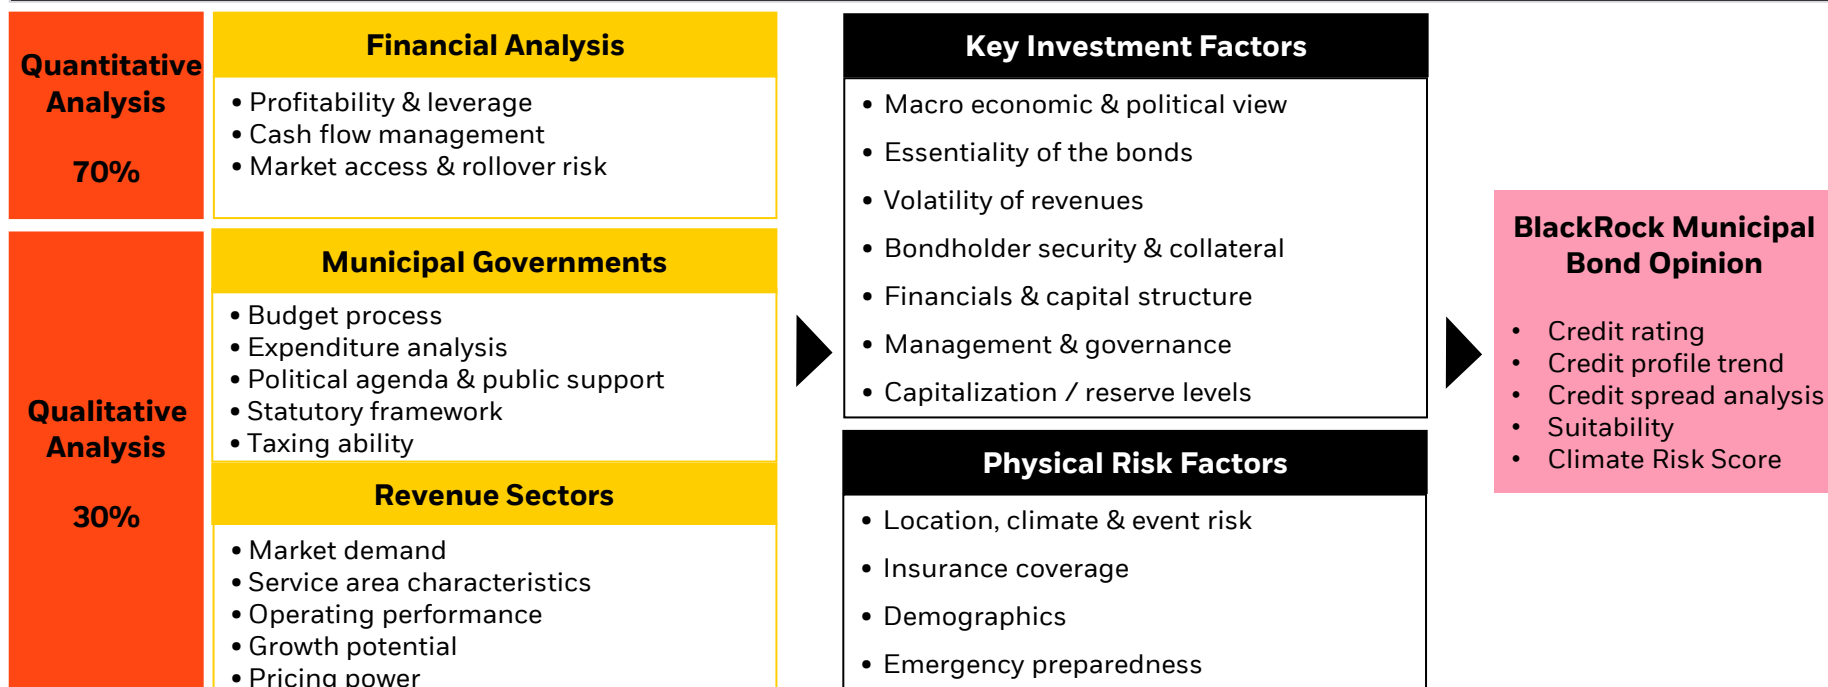 Quantitative
Analysis
70%
Financial Analysis
• Profitability & leverage
• Cash flow management
• Market access & rollover risk
Qualitative
Analysis
30%
Municipal Governments
• Budget process
• Expenditure analysis
• Political agenda & public support
• Statutory framework
• Taxing ability
Revenue Sectors
• Market demand
• Service area characteristics
• Operating performance
• Growth potential
• Pricing power
Key Investment Factors
• Macro economic & political view
• Essentiality of the bonds
• Volatility of revenues
• Bondholder security & collateral
• Financials & capital structure
• Management & governance
• Capitalization / reserve levels
Physical Risk Factors
• Location, climate & event risk
• Insurance coverage
• Demographics
• Emergency preparedness
BlackRock Municipal
Bond Opinion
• Credit rating
• Credit profile trend
• Credit spread analysis
• Suitability
• Climate Risk Score